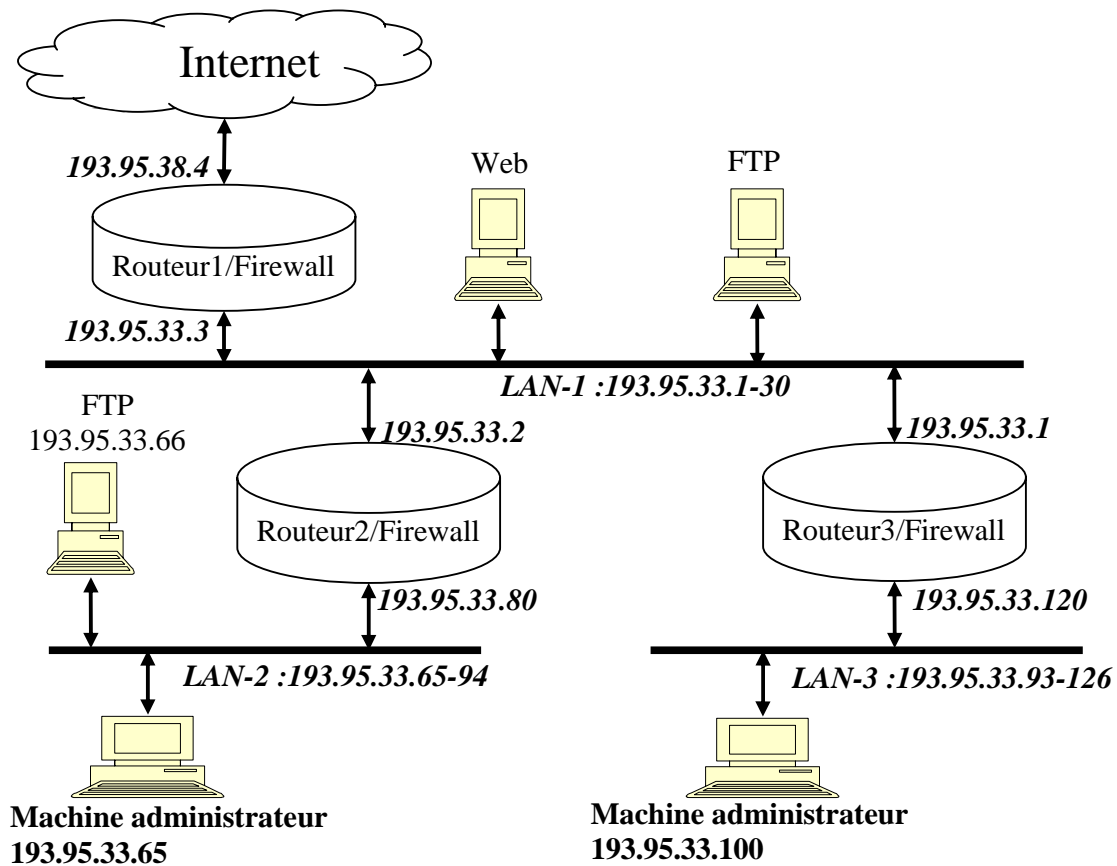 Internet
193.95.38.4
Web
FTP
Routeur1/Firewall
193.95.33.3
LAN-1 :193.95.33.1-30
FTP
193.95.33.66
193.95.33.2
193.95.33.1
Routeur2/Firewall
Routeur3/Firewall
193.95.33.80
193.95.33.120
LAN-2 :193.95.33.65-94
LAN-3 :193.95.33.93-126
Machine administrateur
193.95.33.65
Machine administrateur
193.95.33.100